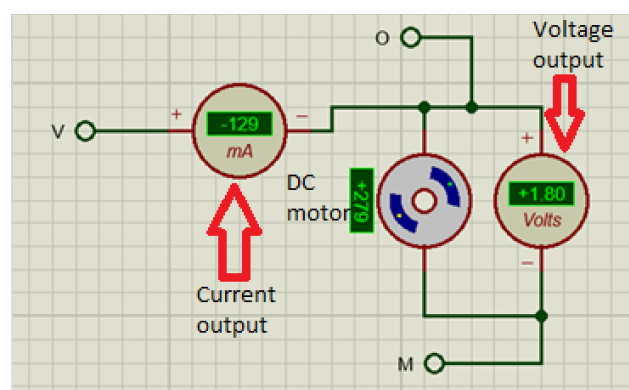 Voltage
output
O
+
−
V
-129
mA
DC
motor
+279
+
+1.80
Volts
−
Current
output
M